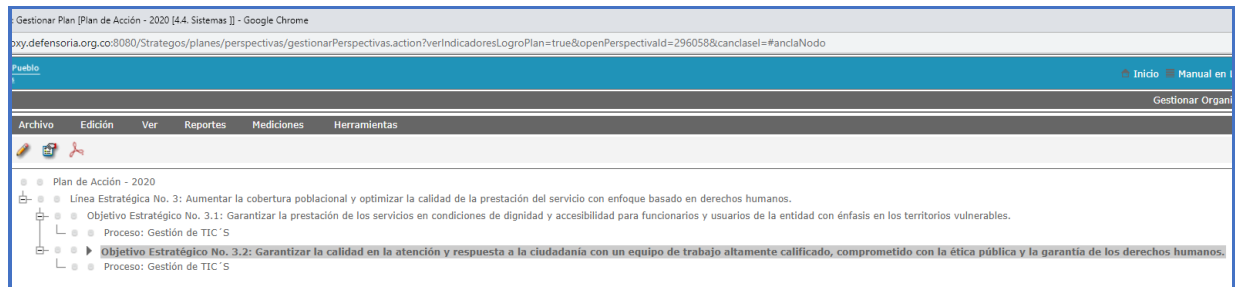 Gestionar Plan [Plan de Acción - 2020 [4.4. Sistemas ]] - Google Chrome
oxy.defensoria.org.co:8080/Strategos/planes/perspectivas/gestionarPerspectivas.action?verIndicadoresLogroPlan=true&openPerspectivaId=296058&canclasel=#anclaNodo
Pueblo
Inicio Manual en
Gestionar Organi
Archivo Edición Ver Reportes Mediciones Herramientas
Plan de Acción - 2020
Línea Estratégica No. 3: Aumentar la cobertura poblacional y optimizar la calidad de la prestación del servicio con enfoque basado en derechos humanos.
Objetivo Estratégico No. 3.1: Garantizar la prestación de los servicios en condiciones de dignidad y accesibilidad para funcionarios y usuarios de la entidad con énfasis en los territorios vulnerables.
Proceso: Gestión de TIC´S
Objetivo Estratégico No. 3.2: Garantizar la calidad en la atención y respuesta a la ciudadanía con un equipo de trabajo altamente calificado, comprometido con la ética pública y la garantía de los derechos humanos.
Proceso: Gestión de TIC´S